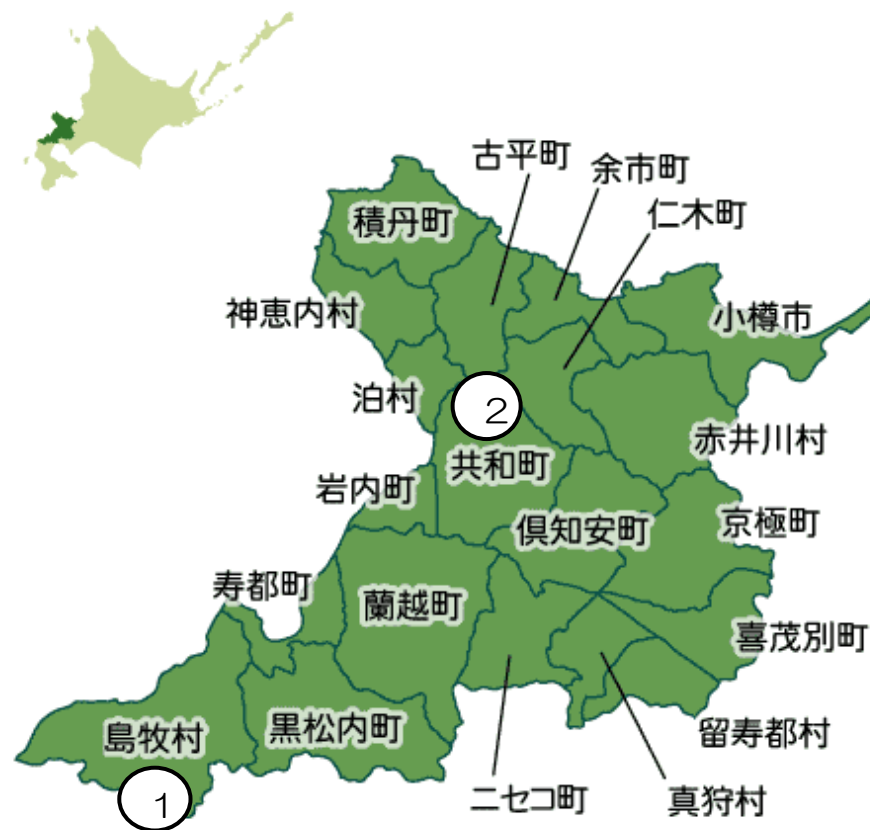 古平町
余市町
仁木町
積丹町
神恵内村
小樽市
泊村
2
赤井川村
共和町
岩内町
京極町
倶知安町
寿都町
蘭越町
喜茂別町
島牧村
黒松内町
留寿都村
1
ニセコ町
真狩村